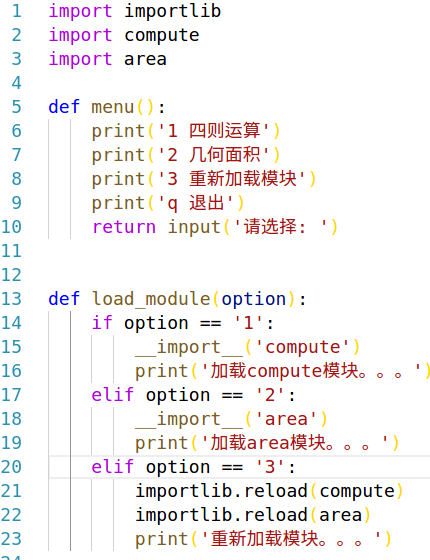 1 import importlib
2 import compute
3 import area
4
5 def menu():
6     print('1 四则运算')
7     print('2 几何面积')
8     print('3 重新加载模块')
9     print('q 退出')
10     return input('请选择: ')
11
12
13 def load_module(option):
14     if option == '1':
15         __import__('compute')
16         print('加载compute模块。。。')
17     elif option == '2':
18         __import__('area')
19         print('加载area模块。。。')
20     elif option == '3':
21         importlib.reload(compute)
22         importlib.reload(area)
23         print('重新加载模块。。。')